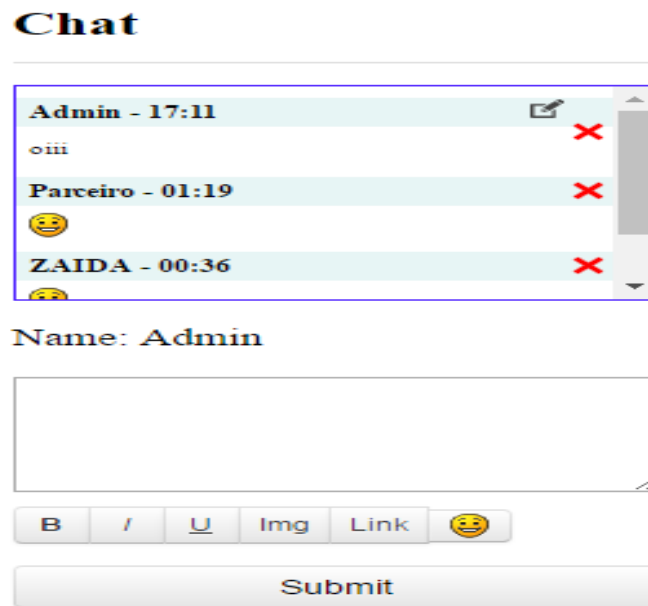 Chat
Admin - 17:11
oiii
Parceiro - 01:19
ZAIDA - 00:36
Name: Admin
B I U Img Link
Submit